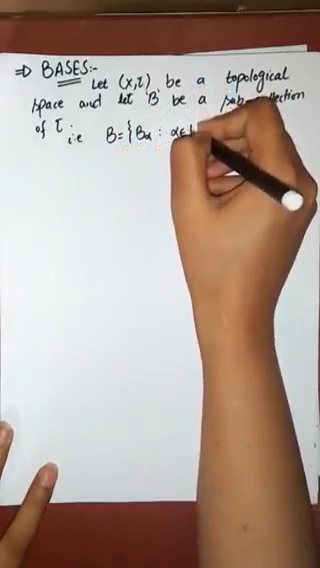 ⇒ BASES:-
Let (X,τ) be a topological
space and let 'B' be a sub-collection
of τ;
i.e B={Bα : α∈